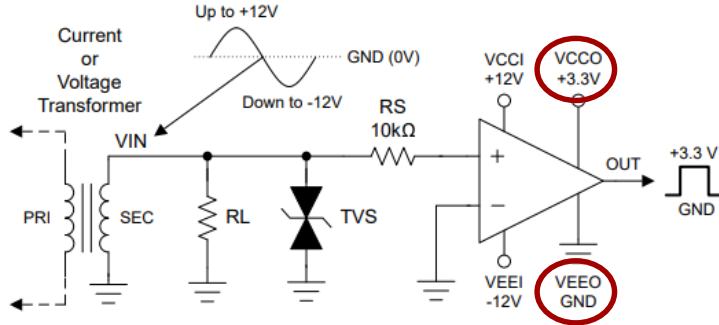 Up to +12V
Current
or
Voltage
Transformer
GND (0V)
Down to -12V
VIN
RS
10kΩ
VCCI
+12V
VCCO
+3.3V
PRI
SEC
RL
TVS
+
−
OUT
+3.3 V
GND
VEEI
-12V
VEEO
GND